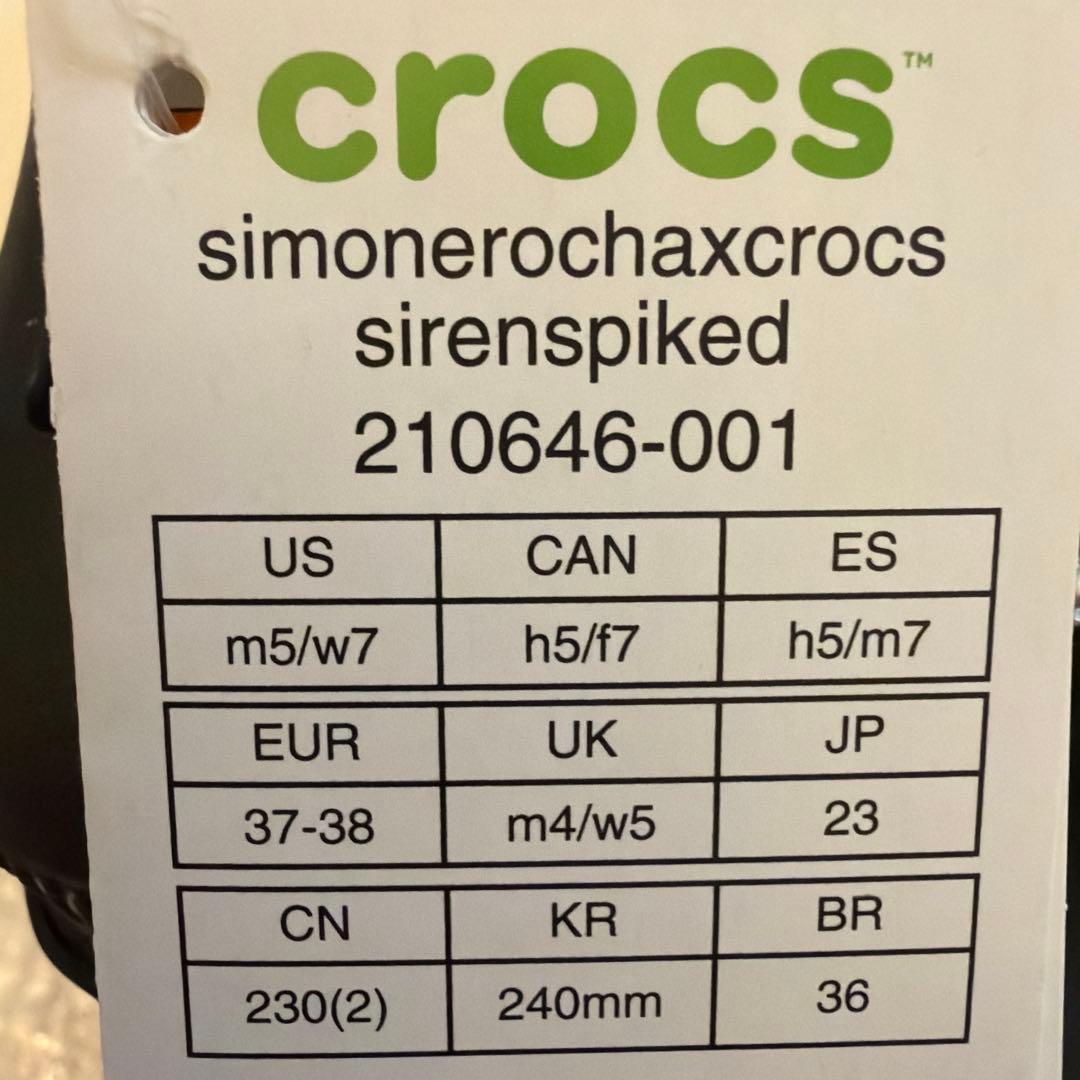 crocs™
simonerochaxcrocs
sirenspiked
210646-001
US CAN ES
m5/w7 h5/f7 h5/m7
EUR UK JP
37-38 m4/w5 23
CN KR BR
230(2) 240mm 36